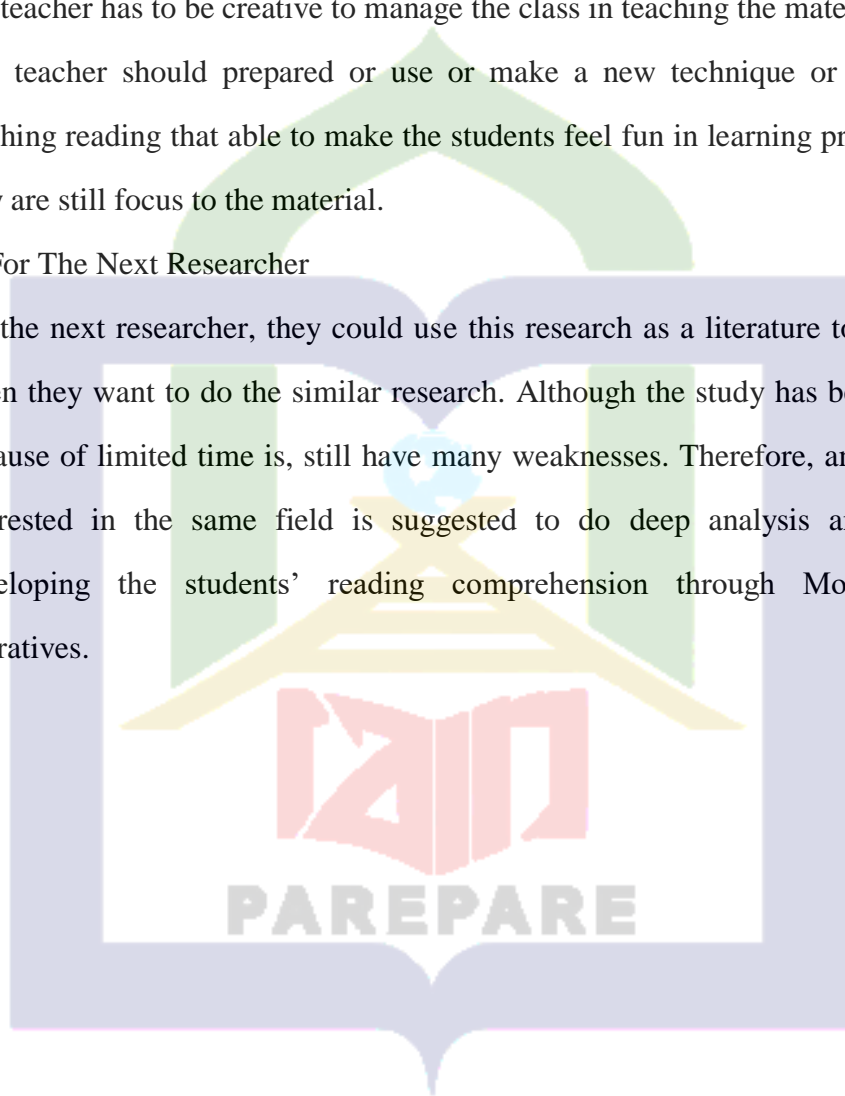 teacher has to be creative to manage the class in teaching the mate
teacher should prepared or use or make a new technique or
hing reading that able to make the students feel fun in learning pr
are still focus to the material.
For The Next Researcher
the next researcher, they could use this research as a literature to
en they want to do the similar research. Although the study has be
ause of limited time is, still have many weaknesses. Therefore, an
rested in the same field is suggested to do deep analysis a
eloping the students’ reading comprehension through Mo
ratives.
iain
PAREPARE